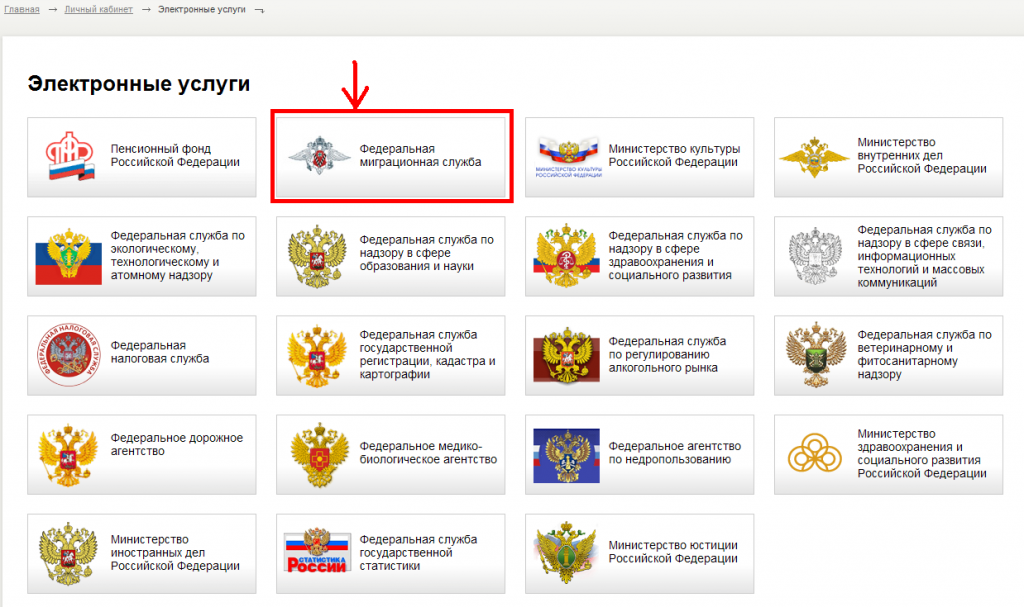 Главная → Личный кабинет → Электронные услуги
Электронные услуги
Пенсионный фонд
Российской Федерации
Федеральная
миграционная служба
МИНИСТЕРСТВО КУЛЬТУРЫ
РОССИЙСКОЙ ФЕДЕРАЦИИ
Министерство культуры
Российской Федерации
Министерство
внутренних дел
Российской Федерации
Федеральная служба по
экологическому,
технологическому и
атомному надзору
Федеральная служба по
надзору в сфере
образования и науки
Федеральная служба по
надзору в сфере
здравоохранения и
социального развития
Федеральная служба по
надзору в сфере связи,
информационных
технологий и массовых
коммуникаций
ФЕДЕРАЛЬНАЯ НАЛОГОВАЯ СЛУЖБА
Федеральная
налоговая служба
Федеральная служба
государственной
регистрации, кадастра и
картографии
Федеральная служба
по регулированию
алкогольного рынка
Федеральная служба по
ветеринарному и
фитосанитарному
надзору
Федеральное дорожное
агентство
Федеральное медико-
биологическое агентство
Федеральное агентство
по недропользованию
Министерство
здравоохранения и
социального развития
Российской Федерации
Министерство
иностранных дел
Российской Федерации
СТАТИСТИКА
России
Федеральная служба
государственной
статистики
Министерство юстиции
Российской Федерации